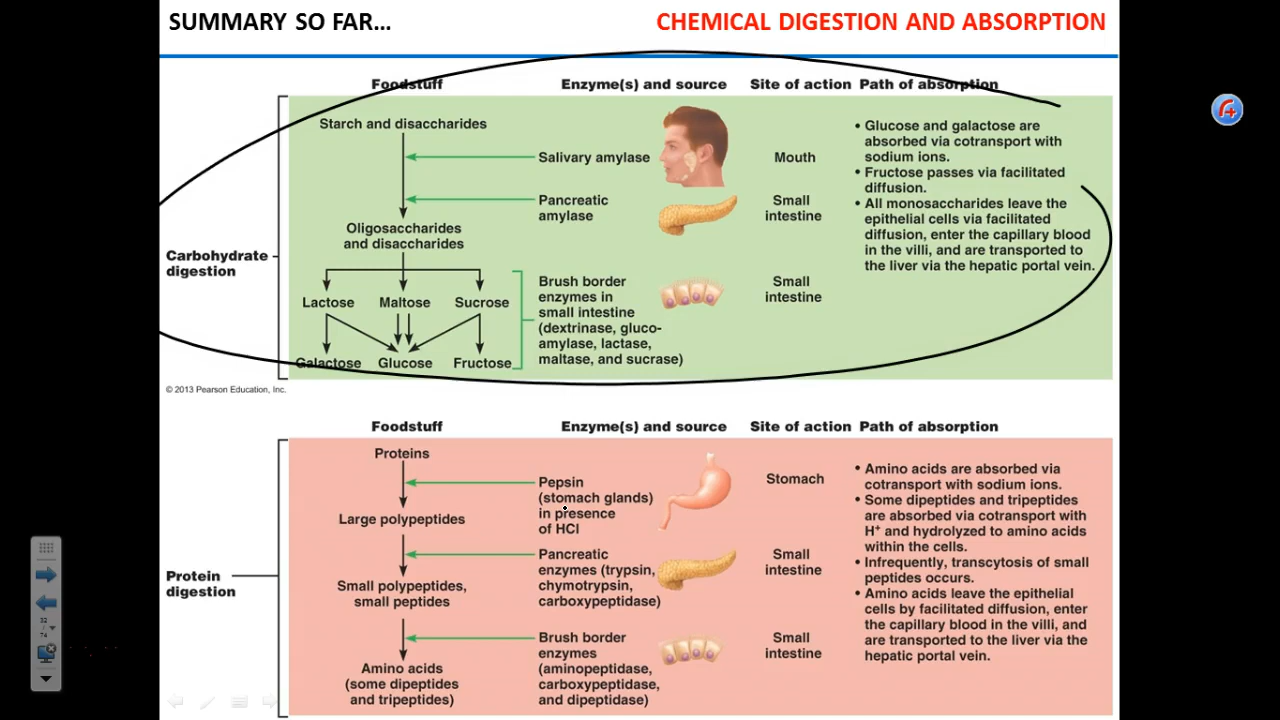 SUMMARY SO FAR...
CHEMICAL DIGESTION AND ABSORPTION
Foodstuff
Enzyme(s) and source
Site of action
Path of absorption
Carbohydrate
digestion
Starch and disaccharides
Oligosaccharides
and disaccharides
Lactose
Maltose
Sucrose
Galactose
Glucose
Fructose
Salivary amylase
Mouth
Pancreatic
amylase
Small
intestine
Brush border
enzymes in
small intestine
(dextrinase, gluco-
amylase, lactase,
maltase, and sucrase)
Small
intestine
• Glucose and galactose are
absorbed via cotransport with
sodium ions.
• Fructose passes via facilitated
diffusion.
• All monosaccharides leave the
epithelial cells via facilitated
diffusion, enter the capillary blood
in the villi, and are transported to
the liver via the hepatic portal vein.
© 2013 Pearson Education, Inc.
Foodstuff
Enzyme(s) and source
Site of action
Path of absorption
Protein
digestion
Proteins
Large polypeptides
Small polypeptides,
small peptides
Amino acids
(some dipeptides
and tripeptides)
Pepsin
(stomach glands)
in presence
of HCl
Stomach
Pancreatic
enzymes (trypsin,
chymotrypsin,
carboxypeptidase)
Small
intestine
Brush border
enzymes
(aminopeptidase,
carboxypeptidase,
and dipeptidase)
Small
intestine
• Amino acids are absorbed via
cotransport with sodium ions.
• Some dipeptides and tripeptides
are absorbed via cotransport with
H⁺ and hydrolyzed to amino acids
within the cells.
• Infrequently, transcytosis of small
peptides occurs.
• Amino acids leave the epithelial
cells by facilitated diffusion, enter
the capillary blood in the villi, and
are transported to the liver via the
hepatic portal vein.